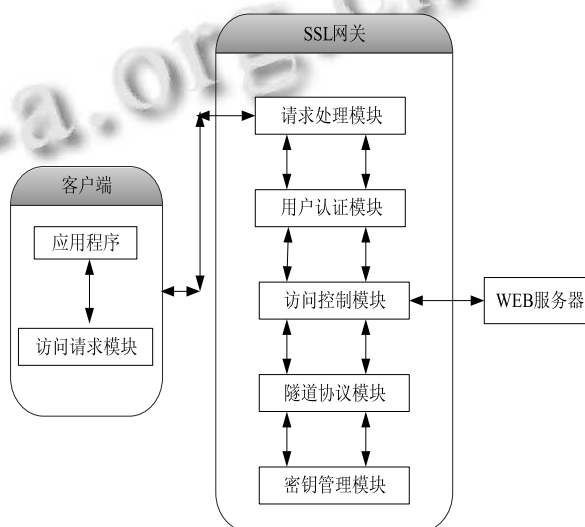 SSL网关
请求处理模块
用户认证模块
访问控制模块
隧道协议模块
密钥管理模块
客户端
应用程序
访问请求模块
WEB服务器
-a.org.c